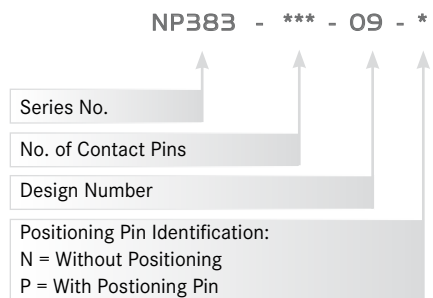 NP383 - *** - 09 - *
Series No.
No. of Contact Pins
Design Number
Positioning Pin Identification:
N = Without Positioning
P = With Postioning Pin